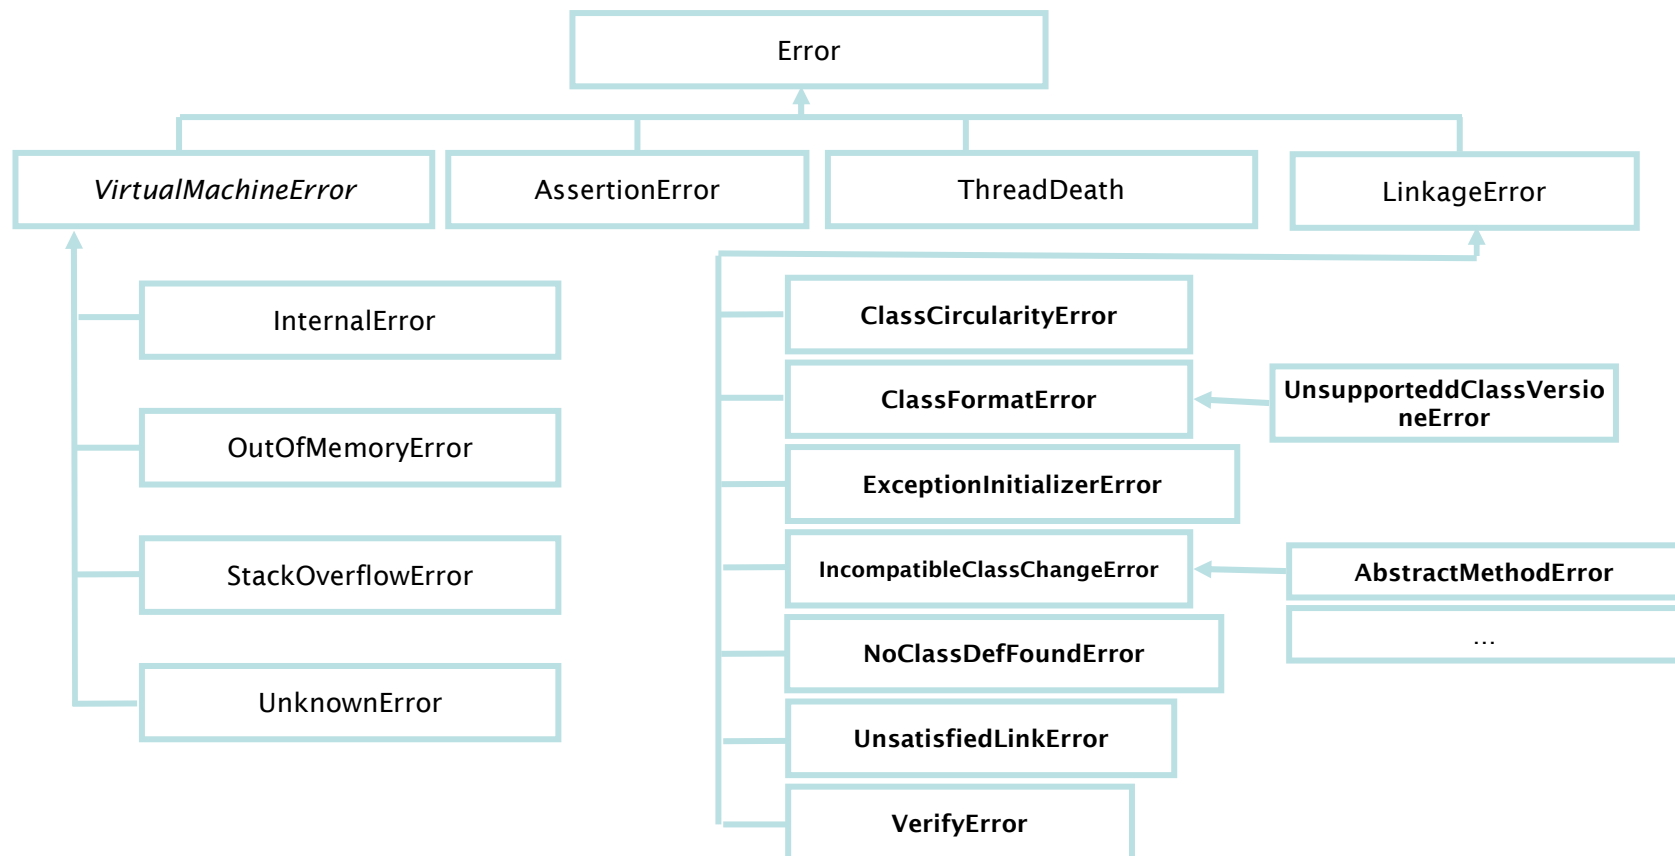 Error
VirtualMachineError
AssertionError
ThreadDeath
LinkageError
InternalError
OutOfMemoryError
StackOverflowError
UnknownError
ClassCircularityError
ClassFormatError
UnsupporteddClassVersio
neError
ExceptionInitializerError
IncompatibleClassChangeError
AbstractMethodError
...
NoClassDefFoundError
UnsatisfiedLinkError
VerifyError